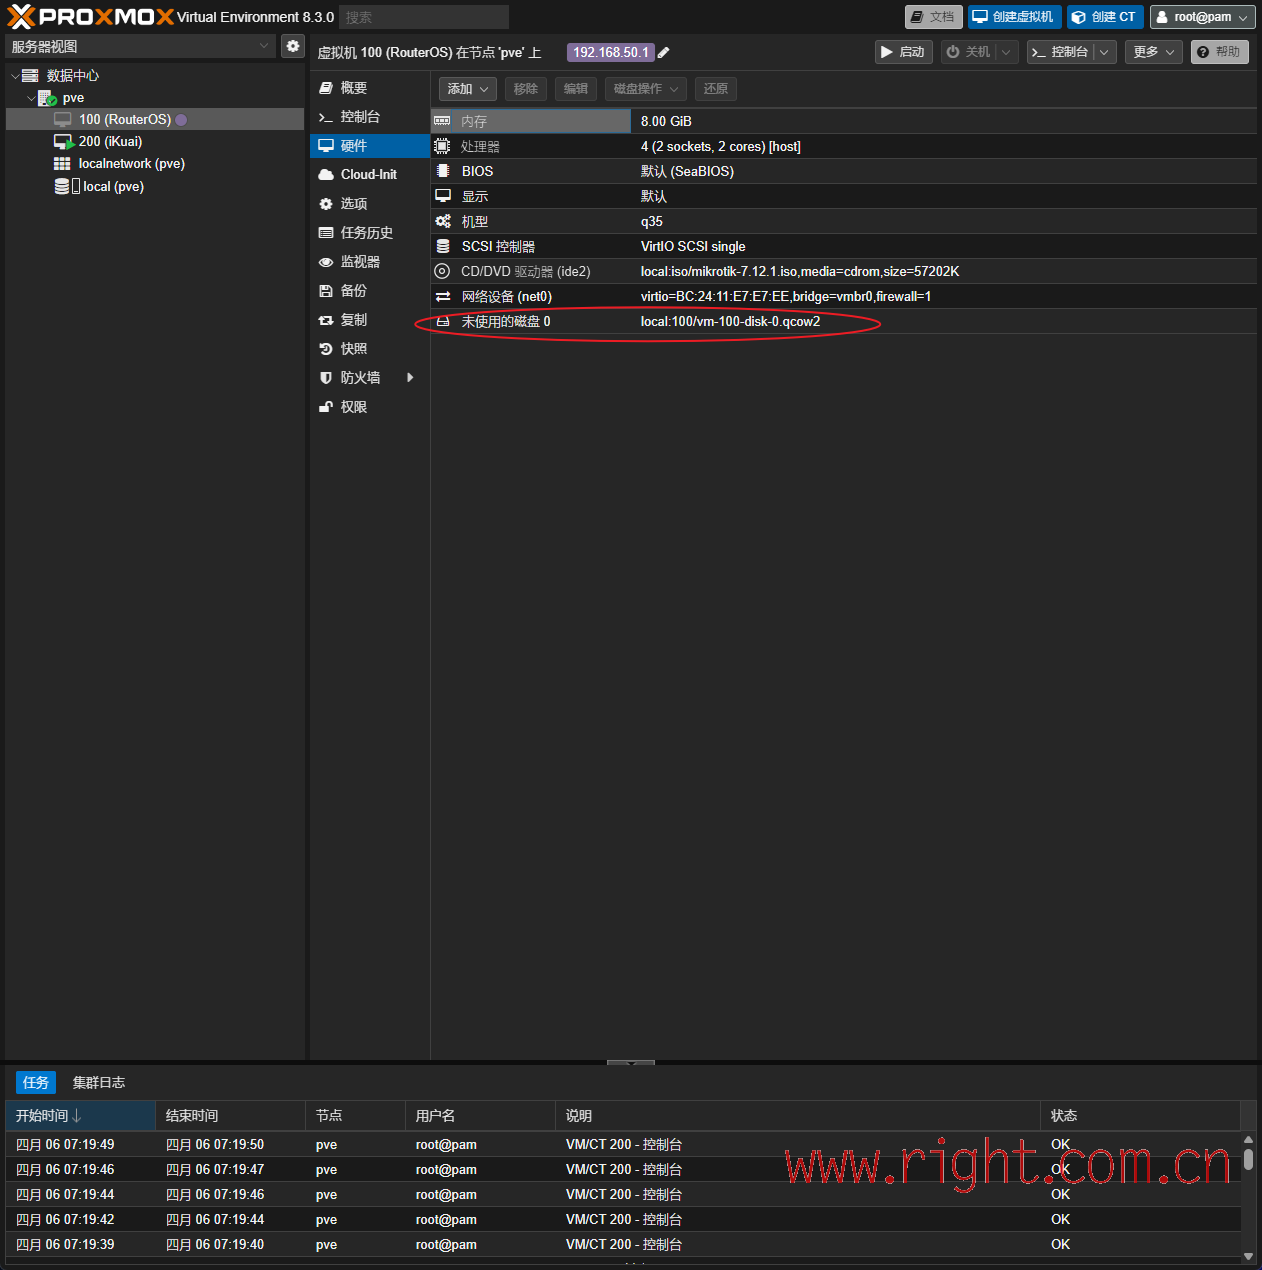 PROXMOX Virtual Environment 8.3.0 搜索 文档 创建虚拟机 创建 CT root@pam
服务器视图
数据中心
pve
100 (RouterOS)
200 (iKuai)
localnetwork (pve)
local (pve)
虚拟机 100 (RouterOS) 在节点 'pve' 上 192.168.50.1 启动 关机 控制台 更多 帮助
概要
控制台
硬件
Cloud-Init
选项
任务历史
监视器
备份
复制
快照
防火墙
权限
添加 移除 编辑 磁盘操作 还原
内存 8.00 GiB
处理器 4 (2 sockets, 2 cores) [host]
BIOS 默认 (SeaBIOS)
显示 默认
机型 q35
SCSI 控制器 VirtIO SCSI single
CD/DVD 驱动器 (ide2) local:iso/mikrotik-7.12.1.iso,media=cdrom,size=57202K
网络设备 (net0) virtio=BC:24:11:E7:E7:EE,bridge=vmbr0,firewall=1
未使用的磁盘 0 local:100/vm-100-disk-0.qcow2
任务 集群日志
开始时间 结束时间 节点 用户名 说明 状态
四月 06 07:19:49 四月 06 07:19:50 pve root@pam VM/CT 200 - 控制台 OK
四月 06 07:19:46 四月 06 07:19:47 pve root@pam VM/CT 200 - 控制台 OK
四月 06 07:19:44 四月 06 07:19:46 pve root@pam VM/CT 200 - 控制台 OK
四月 06 07:19:42 四月 06 07:19:44 pve root@pam VM/CT 200 - 控制台 OK
四月 06 07:19:39 四月 06 07:19:40 pve root@pam VM/CT 200 - 控制台 OK
www.right.com.cn